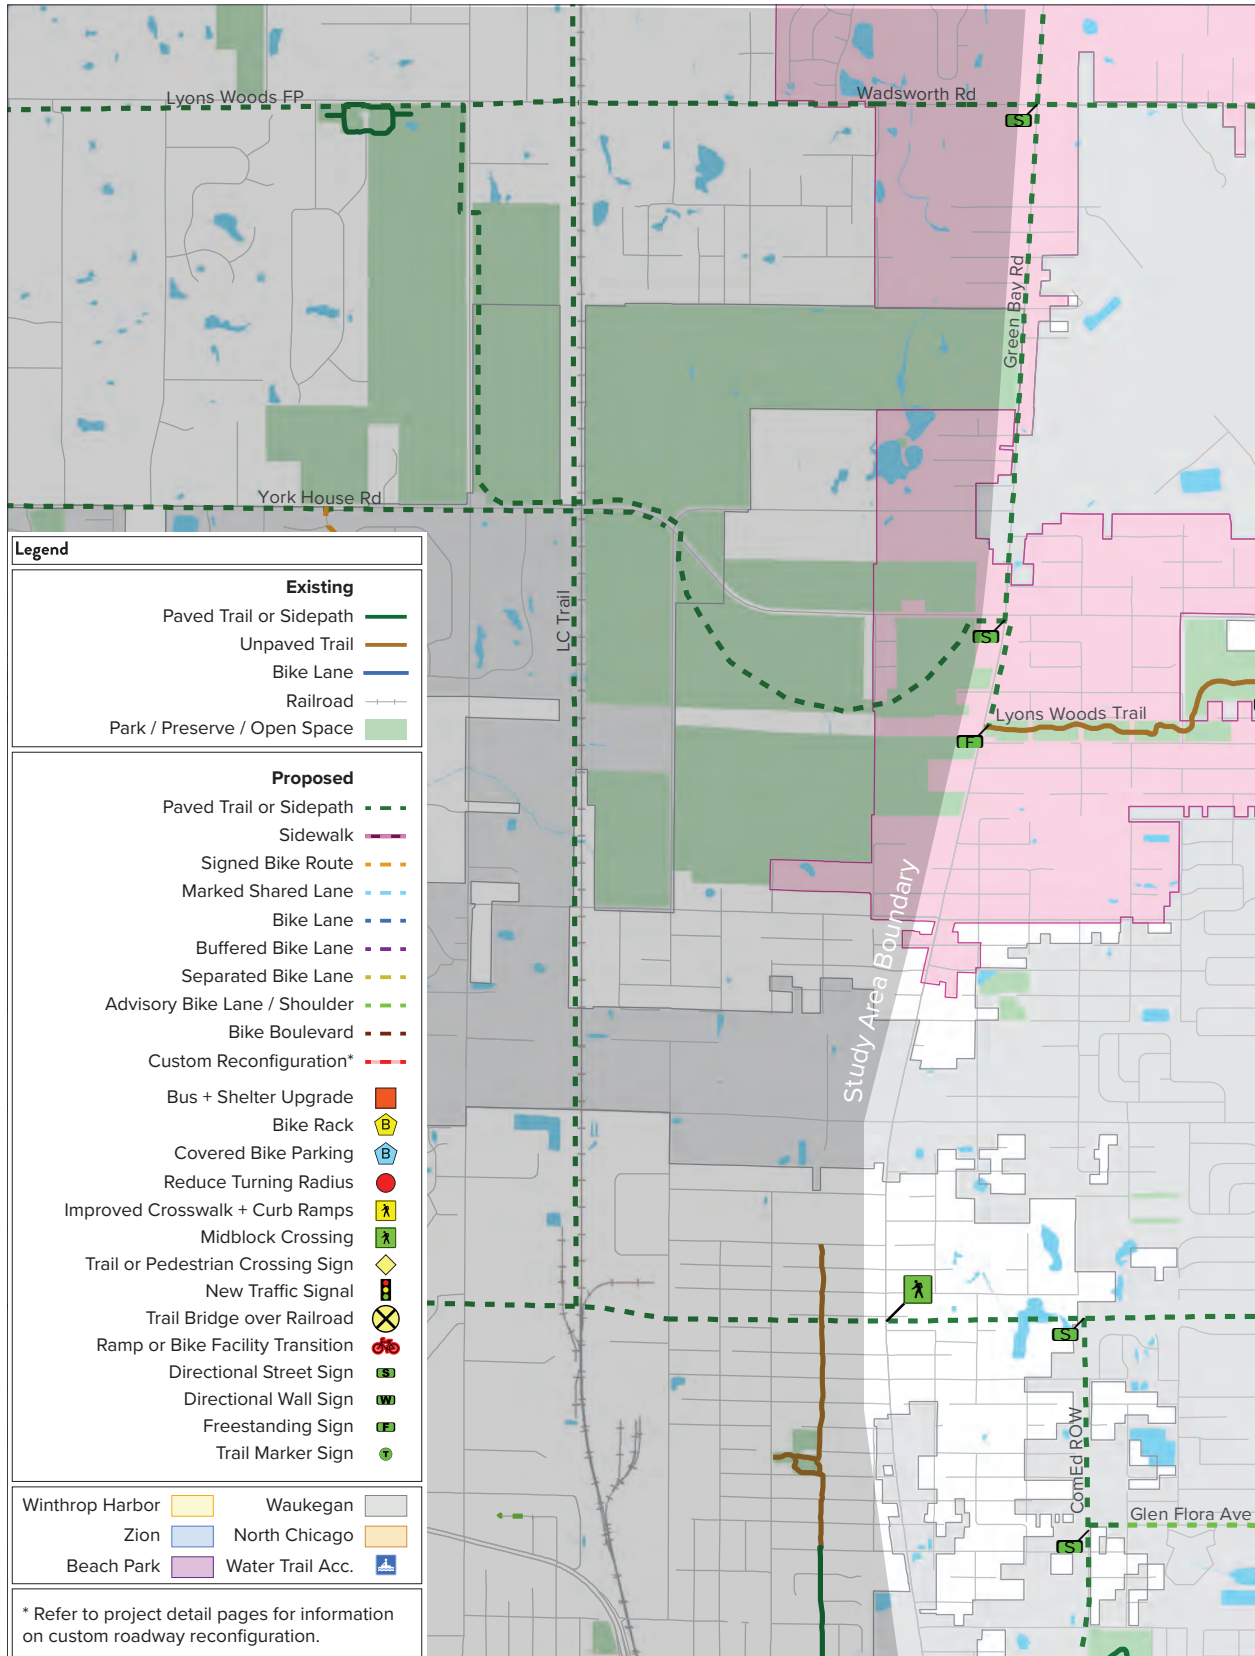 Lyons Woods FP
Wadsworth Rd
S
Green Bay Rd
York House Rd
LC Trail
S
Lyons Woods Trail
F
Study Area Boundary
S
ComEd ROW
Glen Flora Ave
S
Legend
Existing
Paved Trail or Sidepath
Unpaved Trail
Bike Lane
Railroad
Park / Preserve / Open Space
Proposed
Paved Trail or Sidepath
Sidewalk
Signed Bike Route
Marked Shared Lane
Bike Lane
Buffered Bike Lane
Separated Bike Lane
Advisory Bike Lane / Shoulder
Bike Boulevard
Custom Reconfiguration*
Bus + Shelter Upgrade
Bike Rack B
Covered Bike Parking B
Reduce Turning Radius
Improved Crosswalk + Curb Ramps
Midblock Crossing
Trail or Pedestrian Crossing Sign
New Traffic Signal
Trail Bridge over Railroad
Ramp or Bike Facility Transition
Directional Street Sign S
Directional Wall Sign W
Freestanding Sign F
Trail Marker Sign T
Winthrop Harbor Waukegan
Zion North Chicago
Beach Park Water Trail Acc.
* Refer to project detail pages for information
on custom roadway reconfiguration.